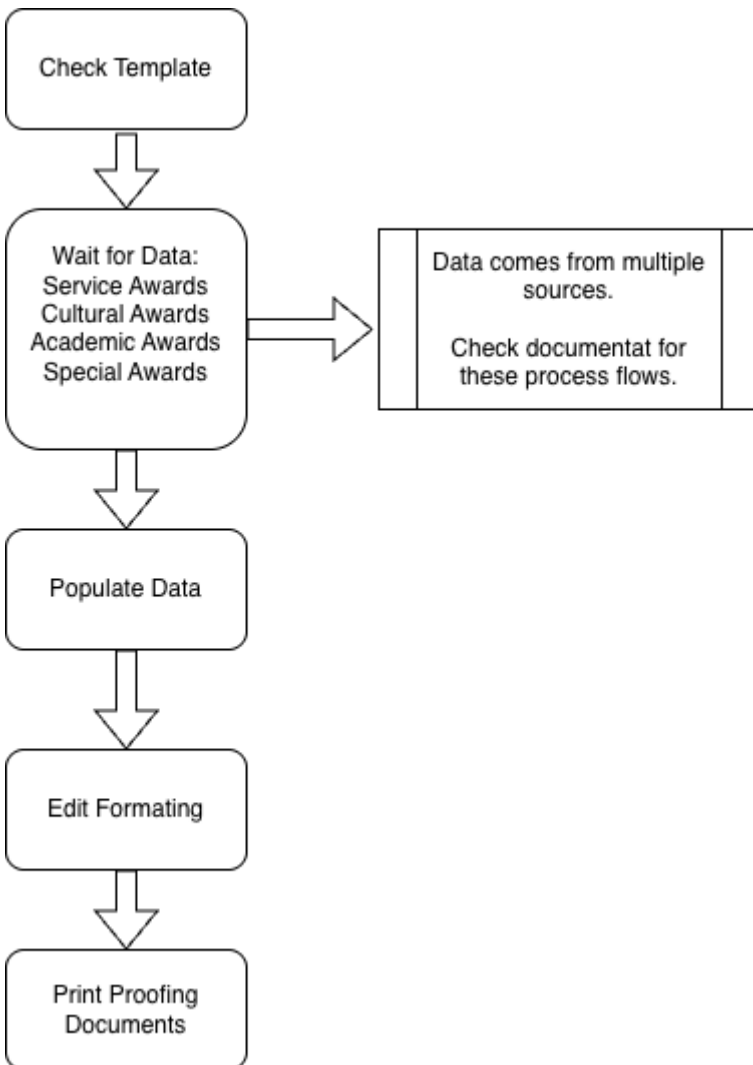 Check Template
Wait for Data:
Service Awards
Cultural Awards
Academic Awards
Special Awards
Data comes from multiple
sources.
Check documentat for
these process flows.
Populate Data
Edit Formating
Print Proofing
Documents